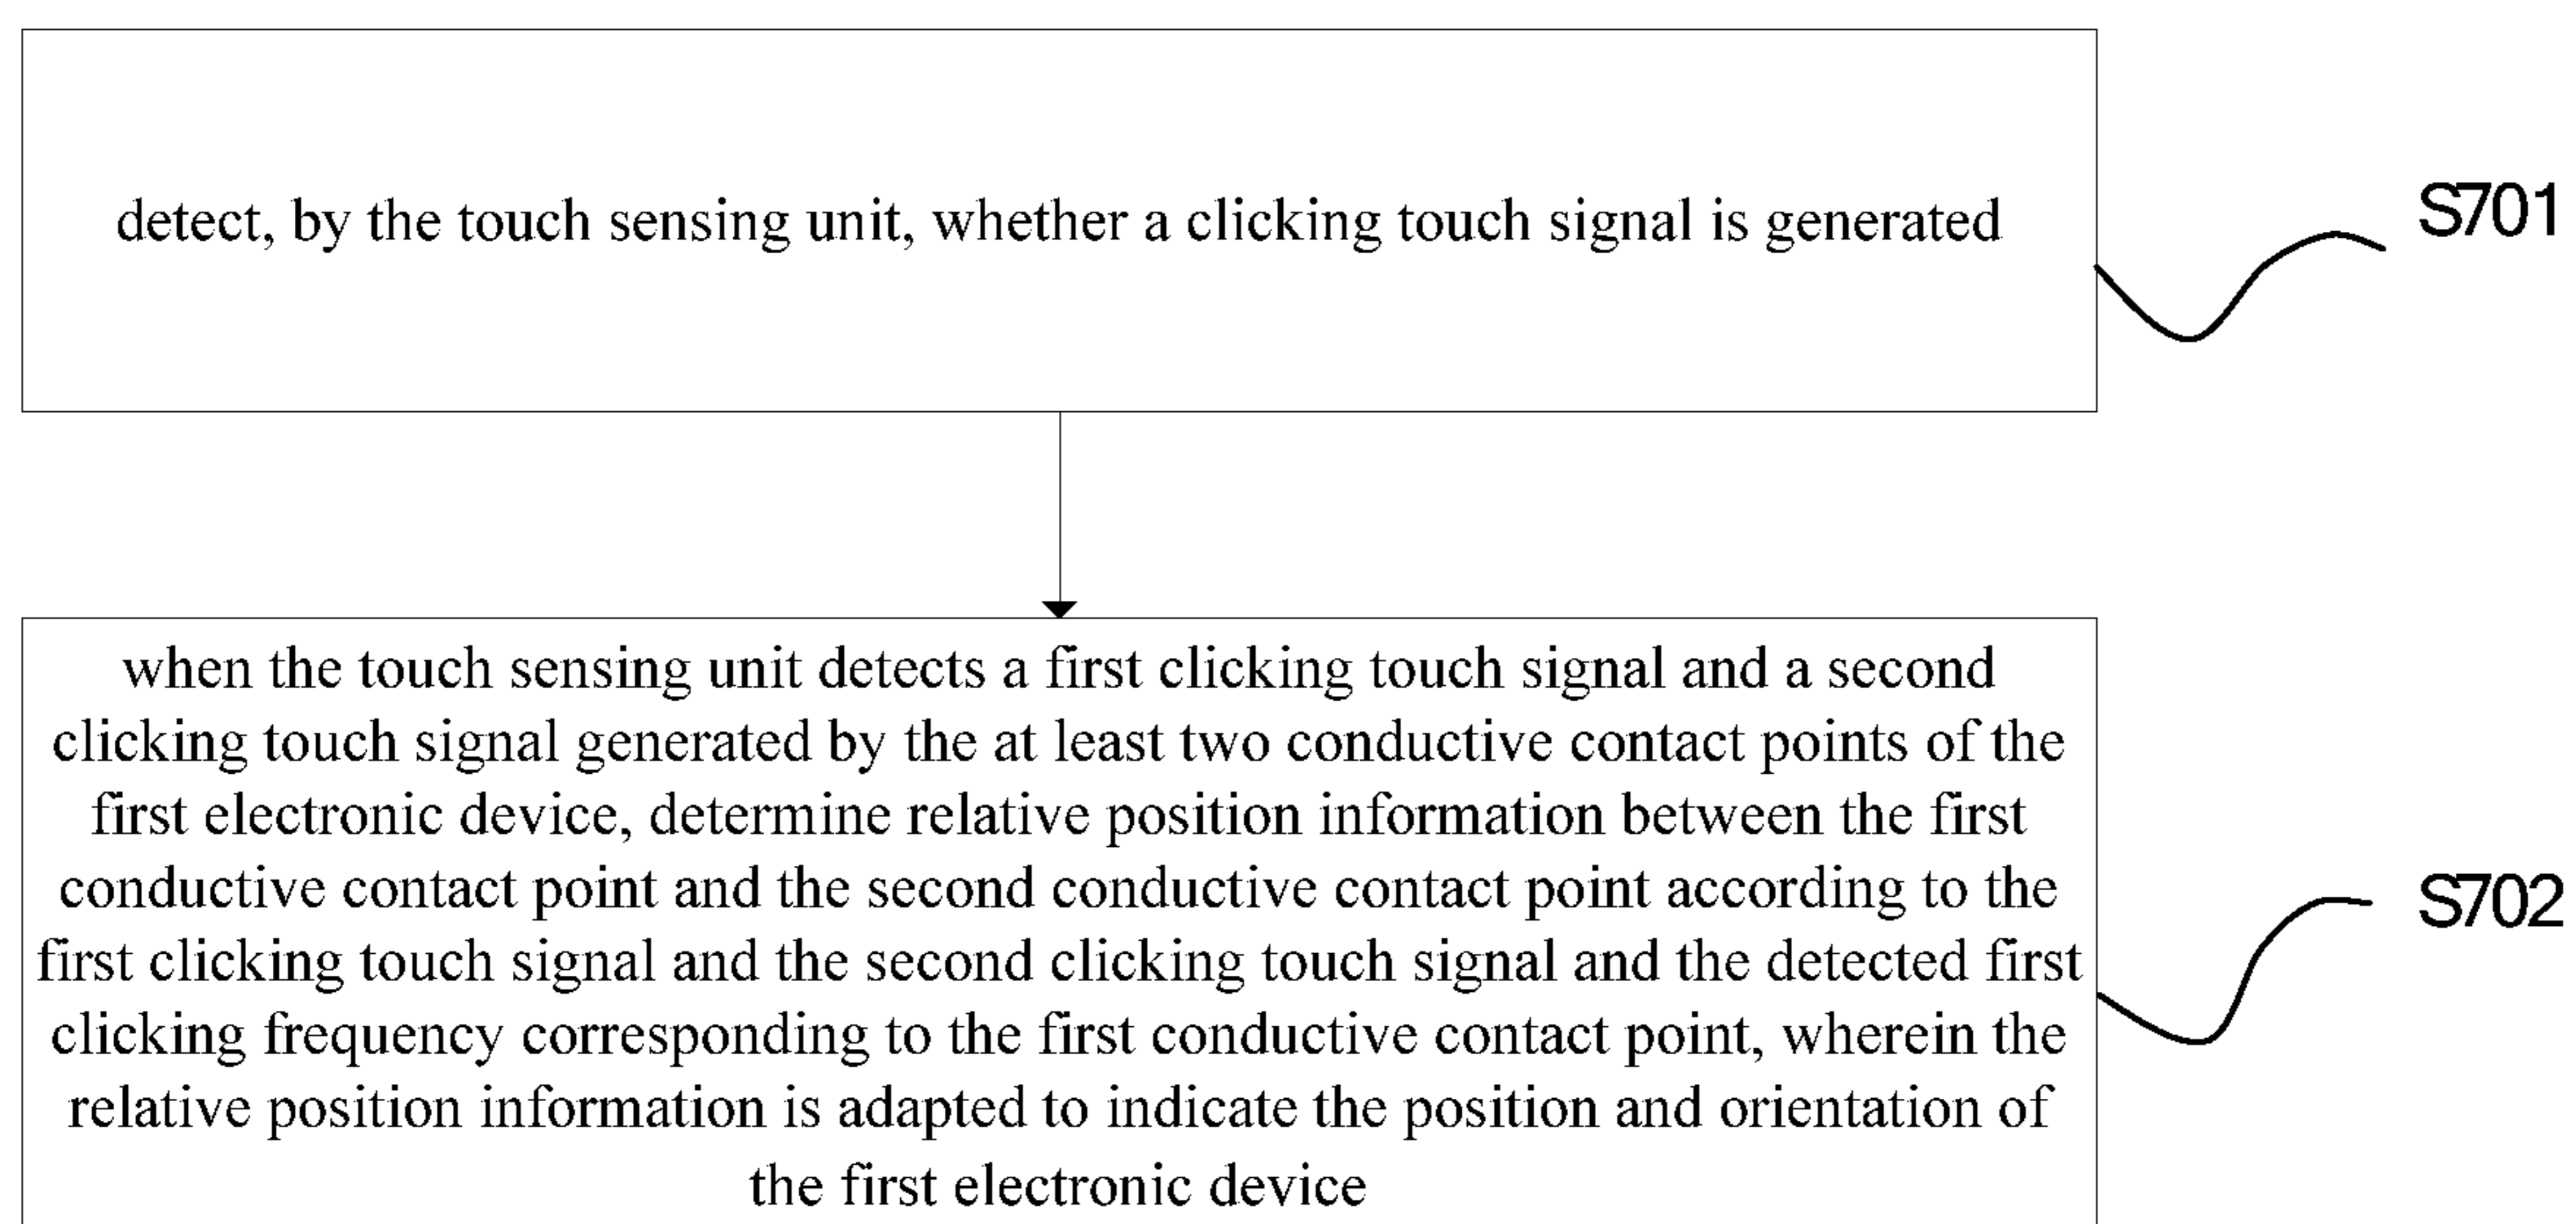 detect, by the touch sensing unit, whether a clicking touch signal is generated
S701
when the touch sensing unit detects a first clicking touch signal and a second
clicking touch signal generated by the at least two conductive contact points of the
first electronic device, determine relative position information between the first
conductive contact point and the second conductive contact point according to the
first clicking touch signal and the second clicking touch signal and the detected first
clicking frequency corresponding to the first conductive contact point, wherein the
relative position information is adapted to indicate the position and orientation of
the first electronic device
S702